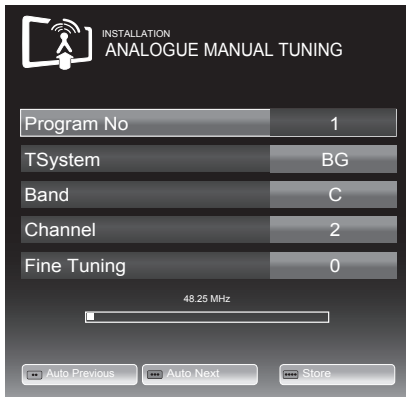 INSTALLATION
ANALOGUE MANUAL TUNING
Program No 1
TSystem BG
Band C
Channel 2
Fine Tuning 0
48.25 MHz
Auto Previous Auto Next Store